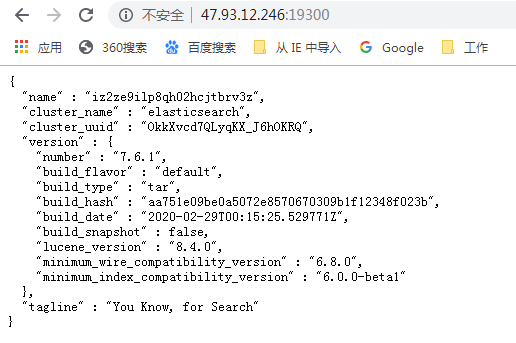 不安全 | 47.93.12.246:19300
应用 360搜索 百度搜索 从 IE 中导入 Google 工作
{
  "name" : "iz2ze9ilp8qh02hcjtbrv3z",
  "cluster_name" : "elasticsearch",
  "cluster_uuid" : "OkkXvcd7QLyqKX_J6hOKRQ",
  "version" : {
    "number" : "7.6.1",
    "build_flavor" : "default",
    "build_type" : "tar",
    "build_hash" : "aa751e09be0a5072e8570670309b1f12348f023b",
    "build_date" : "2020-02-29T00:15:25.529771Z",
    "build_snapshot" : false,
    "lucene_version" : "8.4.0",
    "minimum_wire_compatibility_version" : "6.8.0",
    "minimum_index_compatibility_version" : "6.0.0-beta1"
  },
  "tagline" : "You Know, for Search"
}